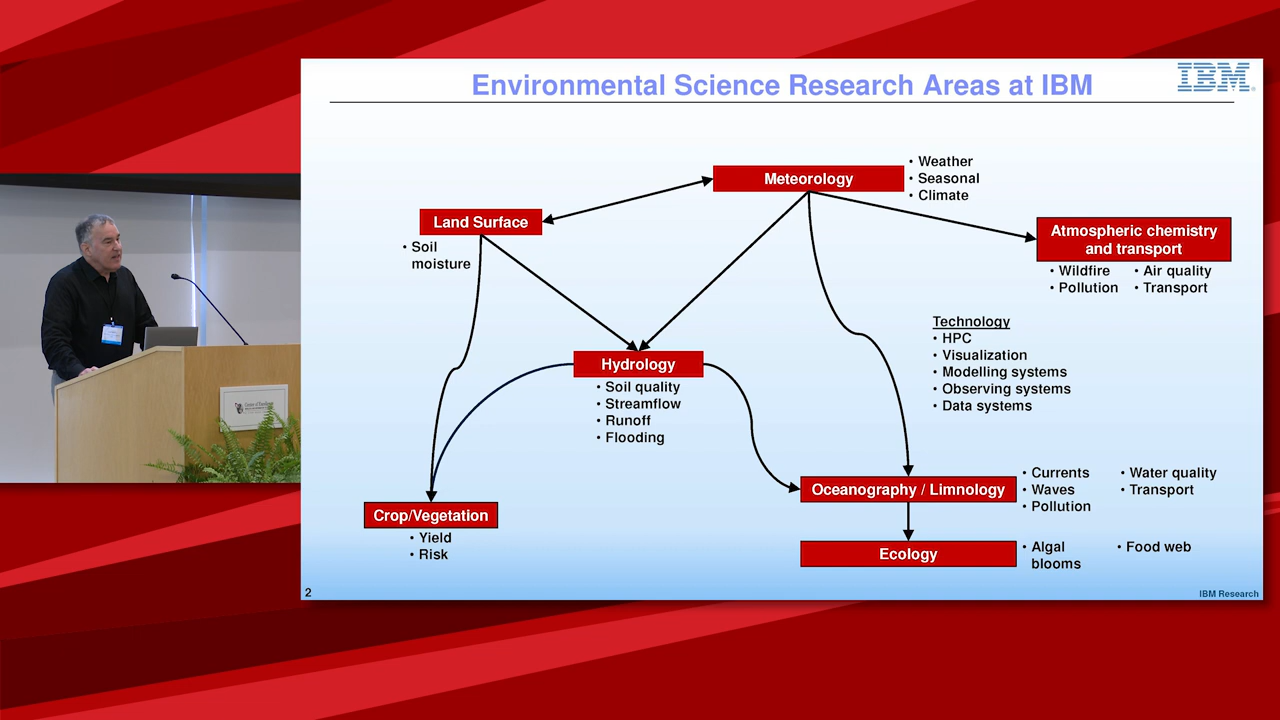 Environmental Science Research Areas at IBM
IBM
Meteorology
• Weather
• Seasonal
• Climate
Land Surface
• Soil
moisture
Atmospheric chemistry
and transport
• Wildfire
• Pollution
• Air quality
• Transport
Technology
• HPC
• Visualization
• Modelling systems
• Observing systems
• Data systems
Hydrology
• Soil quality
• Streamflow
• Runoff
• Flooding
Oceanography / Limnology
• Currents
• Waves
• Pollution
• Water quality
• Transport
Crop/Vegetation
• Yield
• Risk
Ecology
• Algal
blooms
• Food web
2
IBM Research